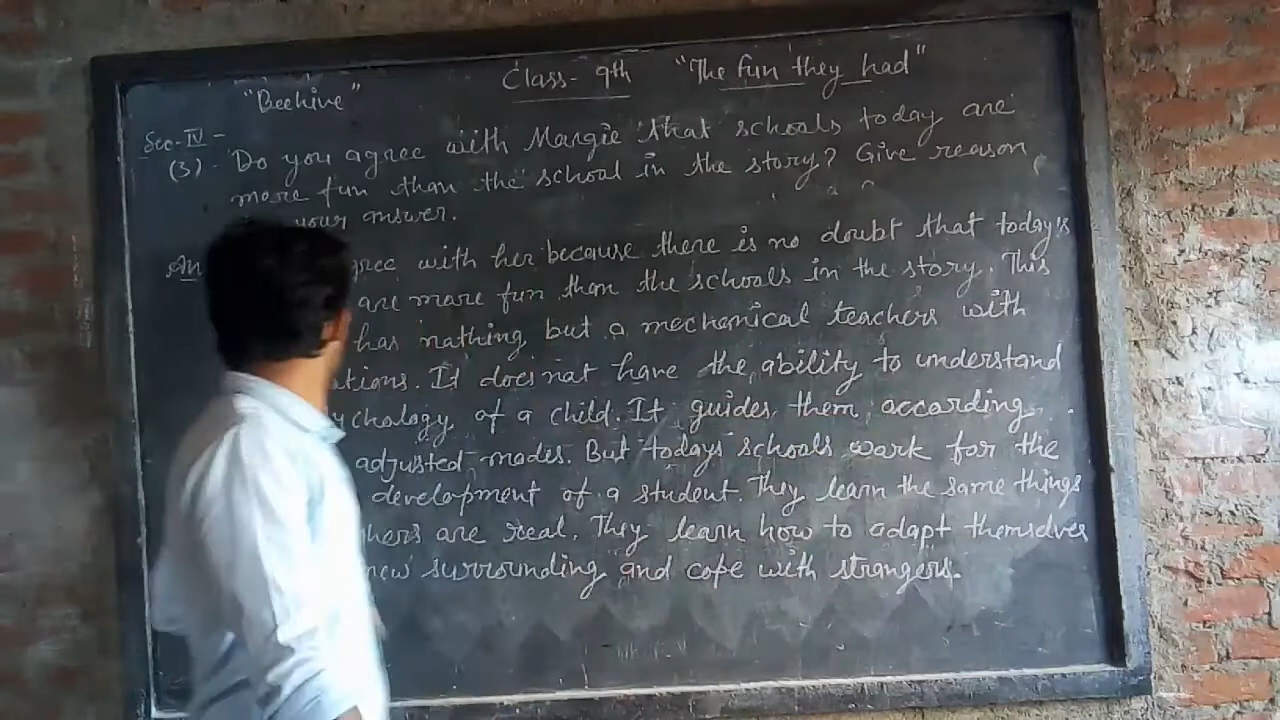 "Beehive" Class- 9th "The fun they had"
Sec-IV-
(3)- Do you agree with Margie that schools today are
more fun than the school in the story? Give reason
your answer.
with her because there is no doubt that today's
are more fun than the schools in the story. This
has nothing but a mechanical teachers with
It does not have the ability to understand
of a child. It guides them according
adjusted modes. But todays schools work for the
development of a student. They learn the same things
are real. They learn how to adapt themselves
new surrounding and cope with strangers.